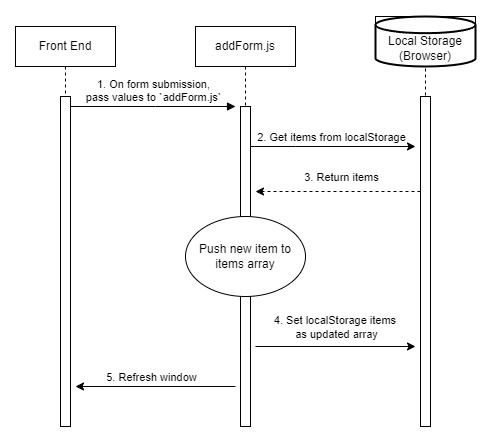 Front End
addForm.js
Local Storage
(Browser)
1. On form submission,
pass values to `addForm.js`
2. Get items from localStorage
3. Return items
Push new item to
items array
4. Set localStorage items
as updated array
5. Refresh window